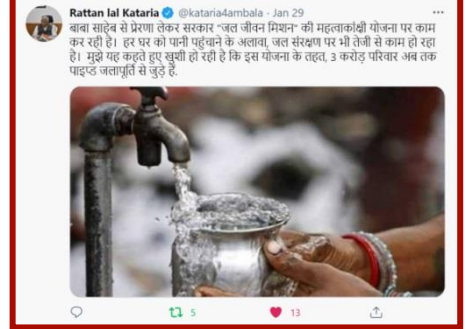 Rattan lal Kataria @kataria4ambala · Jan 29
बाबा साहेब से प्रेरणा लेकर सरकार "जल जीवन मिशन" की महत्वाकांक्षी योजना पर काम
कर रही है। हर घर को पानी पहुंचाने के अलावा, जल संरक्षण पर भी तेजी से काम हो रहा
है। मुझे यह कहते हुए खुशी हो रही है कि इस योजना के तहत, 3 करोड़ परिवार अब तक
पाइप्ड जलापूर्ति से जुड़े हैं.
5 13